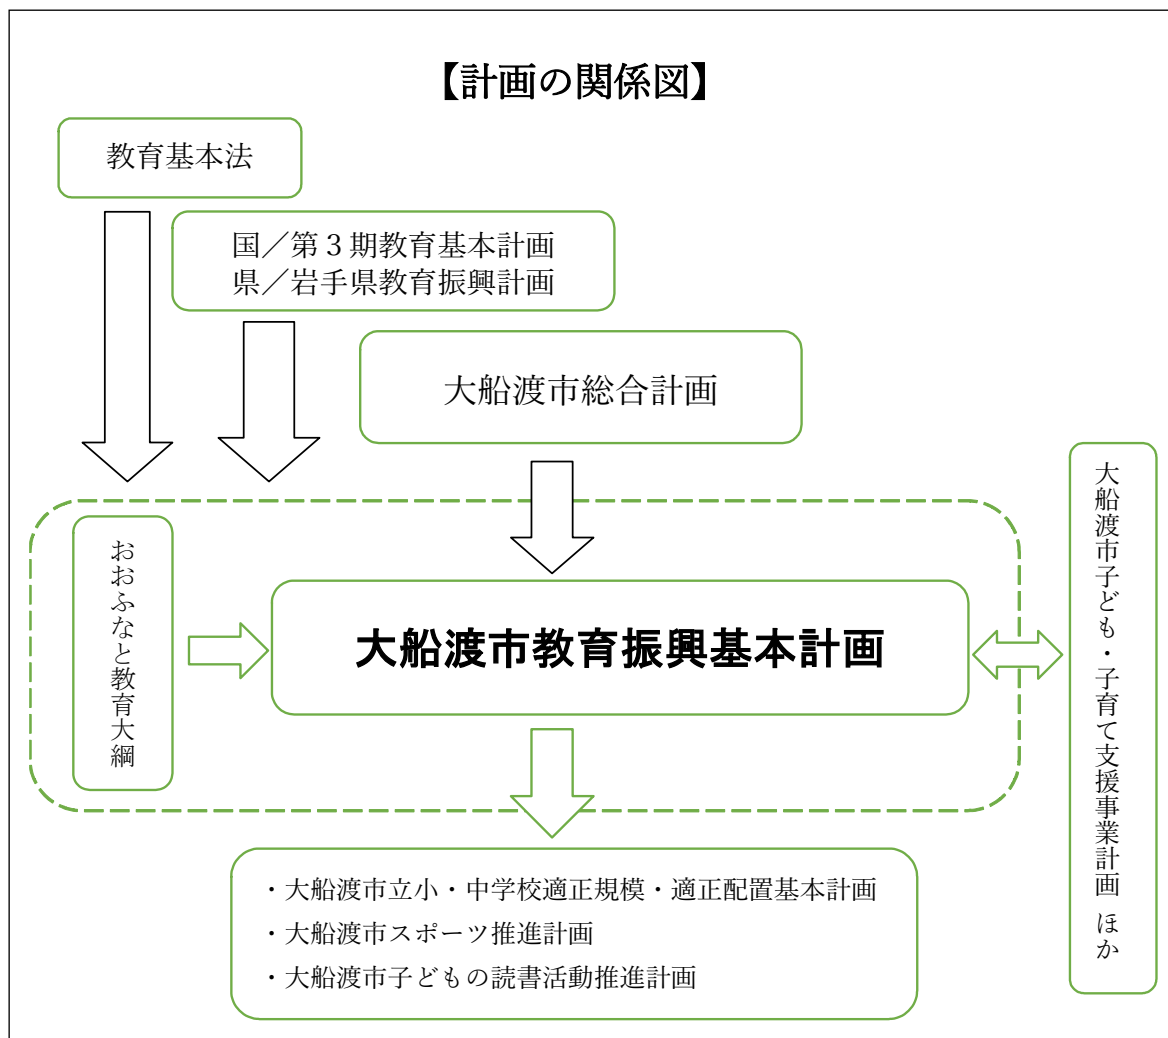 【計画の関係図】
教育基本法
国／第３期教育基本計画
県／岩手県教育振興計画
大船渡市総合計画
おおふなと教育大綱
大船渡市教育振興基本計画
大船渡市子ども・子育て支援事業計画 ほか
・大船渡市立小・中学校適正規模・適正配置基本計画
・大船渡市スポーツ推進計画
・大船渡市子どもの読書活動推進計画